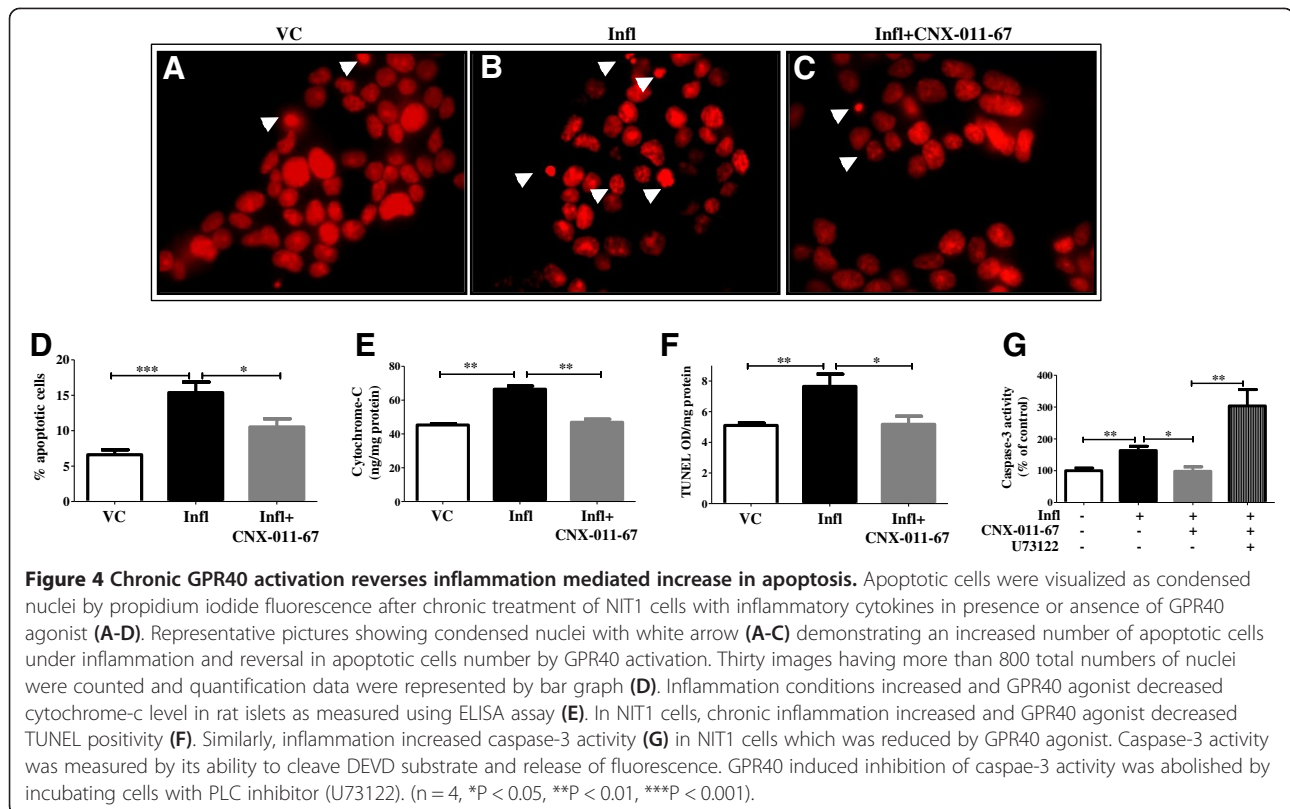 VC Infl Infl+CNX-011-67
A B C
D
% apoptotic cells
20
15
10
5
0
*** *
VC Infl Infl+
CNX-011-67
E
Cytochrome-C
(ng/mg protein)
80
60
40
20
0
** **
VC Infl Infl+
CNX-011-67
F
TUNEL OD/mg protein
8
6
4
2
0
** *
VC Infl Infl+
CNX-011-67
G
Caspase-3 activity
(% of control)
400
300
200
100
0
** * **
Infl - + + +
CNX-011-67 - - + +
U73122 - - - +
Figure 4 Chronic GPR40 activation reverses inflammation mediated increase in apoptosis. Apoptotic cells were visualized as condensed
nuclei by propidium iodide fluorescence after chronic treatment of NIT1 cells with inflammatory cytokines in presence or absence of GPR40
agonist (A-D). Representative pictures showing condensed nuclei with white arrow (A-C) demonstrating an increased number of apoptotic cells
under inflammation and reversal in apoptotic cells number by GPR40 activation. Thirty images having more than 800 total numbers of nuclei
were counted and quantification data were represented by bar graph (D). Inflammation conditions increased and GPR40 agonist decreased
cytochrome-c level in rat islets as measured using ELISA assay (E). In NIT1 cells, chronic inflammation increased and GPR40 agonist decreased
TUNEL positivity (F). Similarly, inflammation increased caspase-3 activity (G) in NIT1 cells which was reduced by GPR40 agonist. Caspase-3 activity
was measured by its ability to cleave DEVD substrate and release of fluorescence. GPR40 induced inhibition of caspae-3 activity was abolished by
incubating cells with PLC inhibitor (U73122). (n = 4, *P < 0.05, **P < 0.01, ***P < 0.001).